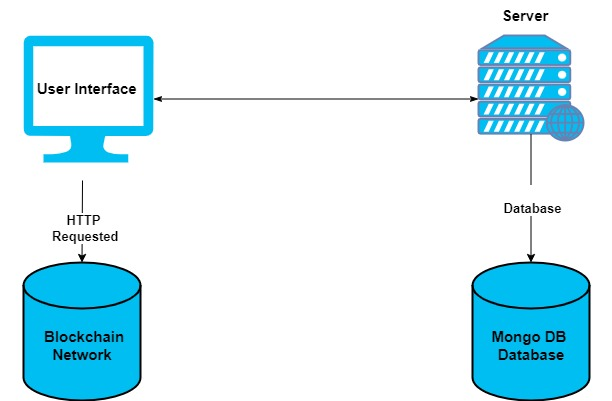 Server
User Interface
HTTP
Requested
Database
Blockchain
Network
Mongo DB
Database